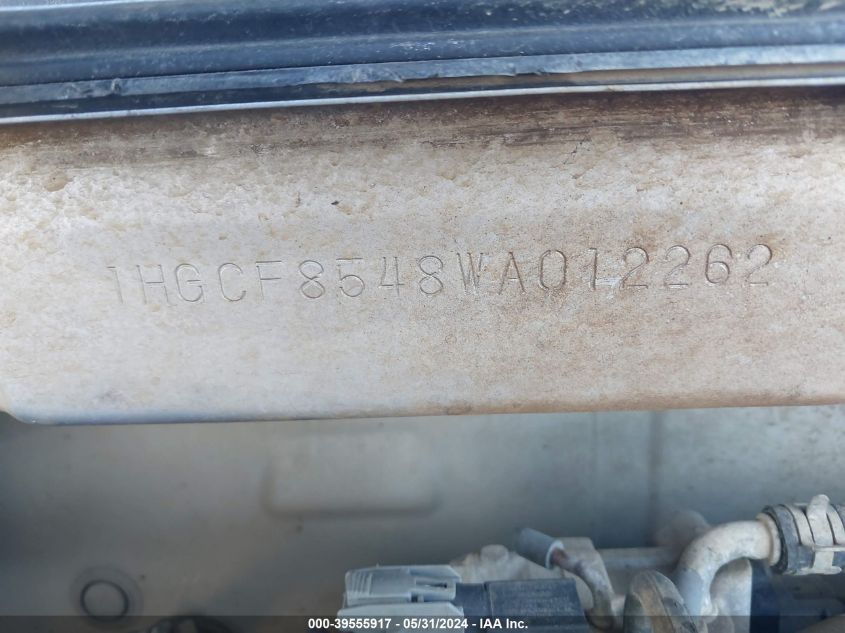 1HGCF8548WA012262
000-39555917 - 05/31/2024 - IAA Inc.